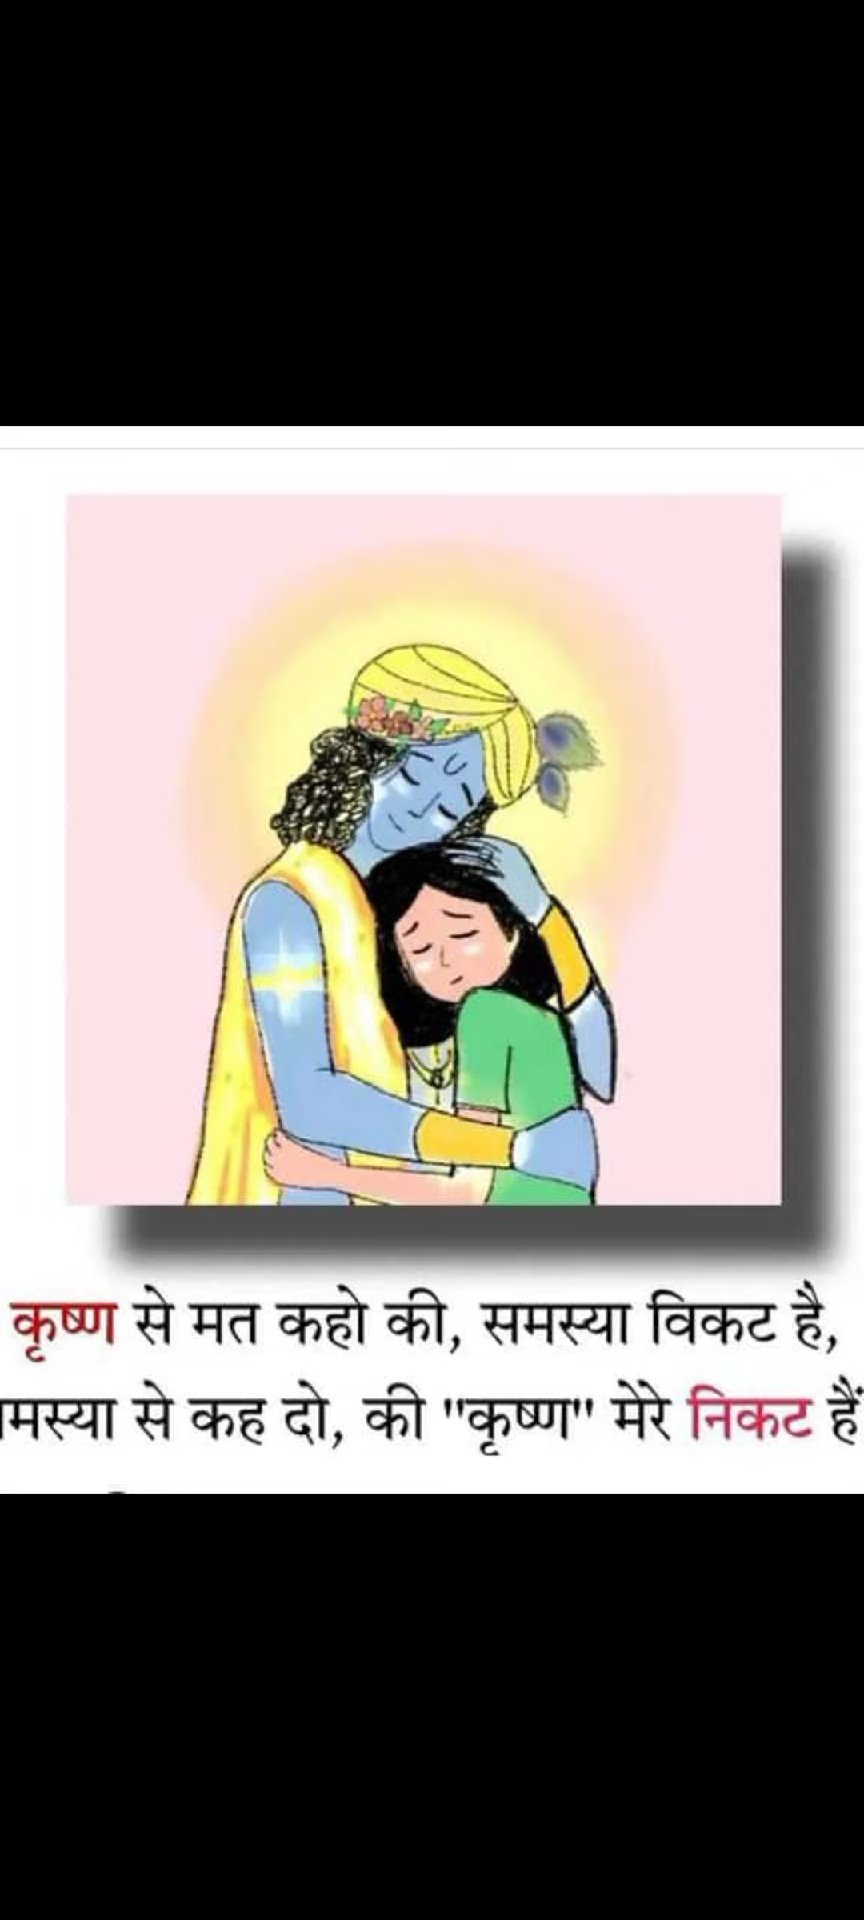 कृष्ण से मत कहो की, समस्या विकट है,
मस्या से कह दो, की "कृष्ण" मेरे निकट हैं